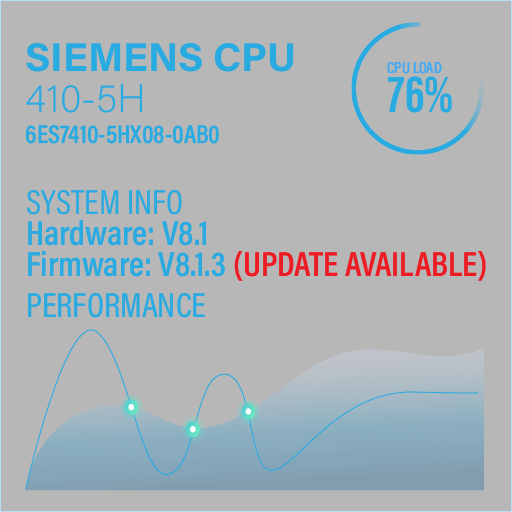 SIEMENS CPU
410-5H
6ES7410-5HX08-0AB0
CPU LOAD
76%
SYSTEM INFO
Hardware: V8.1
Firmware: V8.1.3 (UPDATE AVAILABLE)
PERFORMANCE